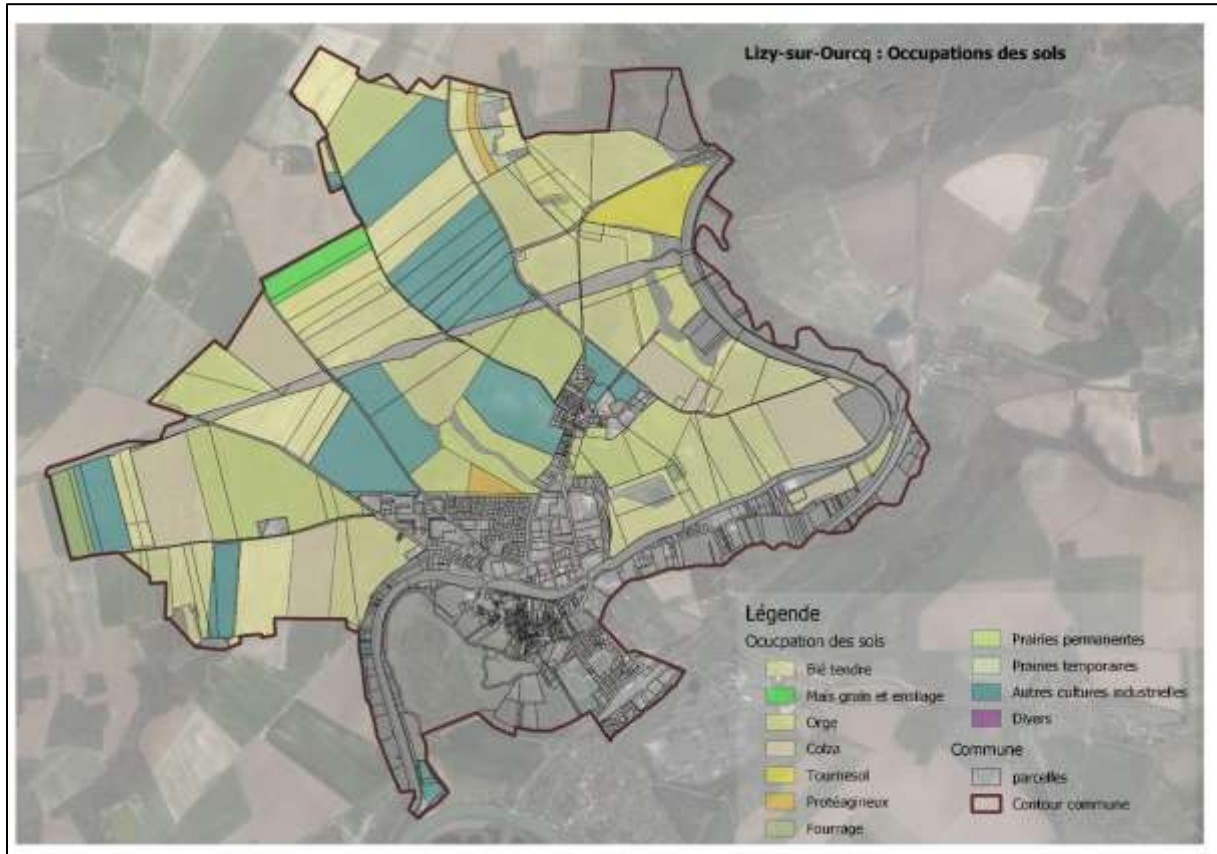 Lizy-sur-Ourcq : Occupations des sols
Légende
Ocucpation des sols
Blé tendre
Maïs grain et ensilage
Orge
Colza
Tournesol
Protéagineux
Fourrage
Prairies permanentes
Prairies temporaires
Autres cultures industrielles
Divers
Commune
parcelles
Contour commune